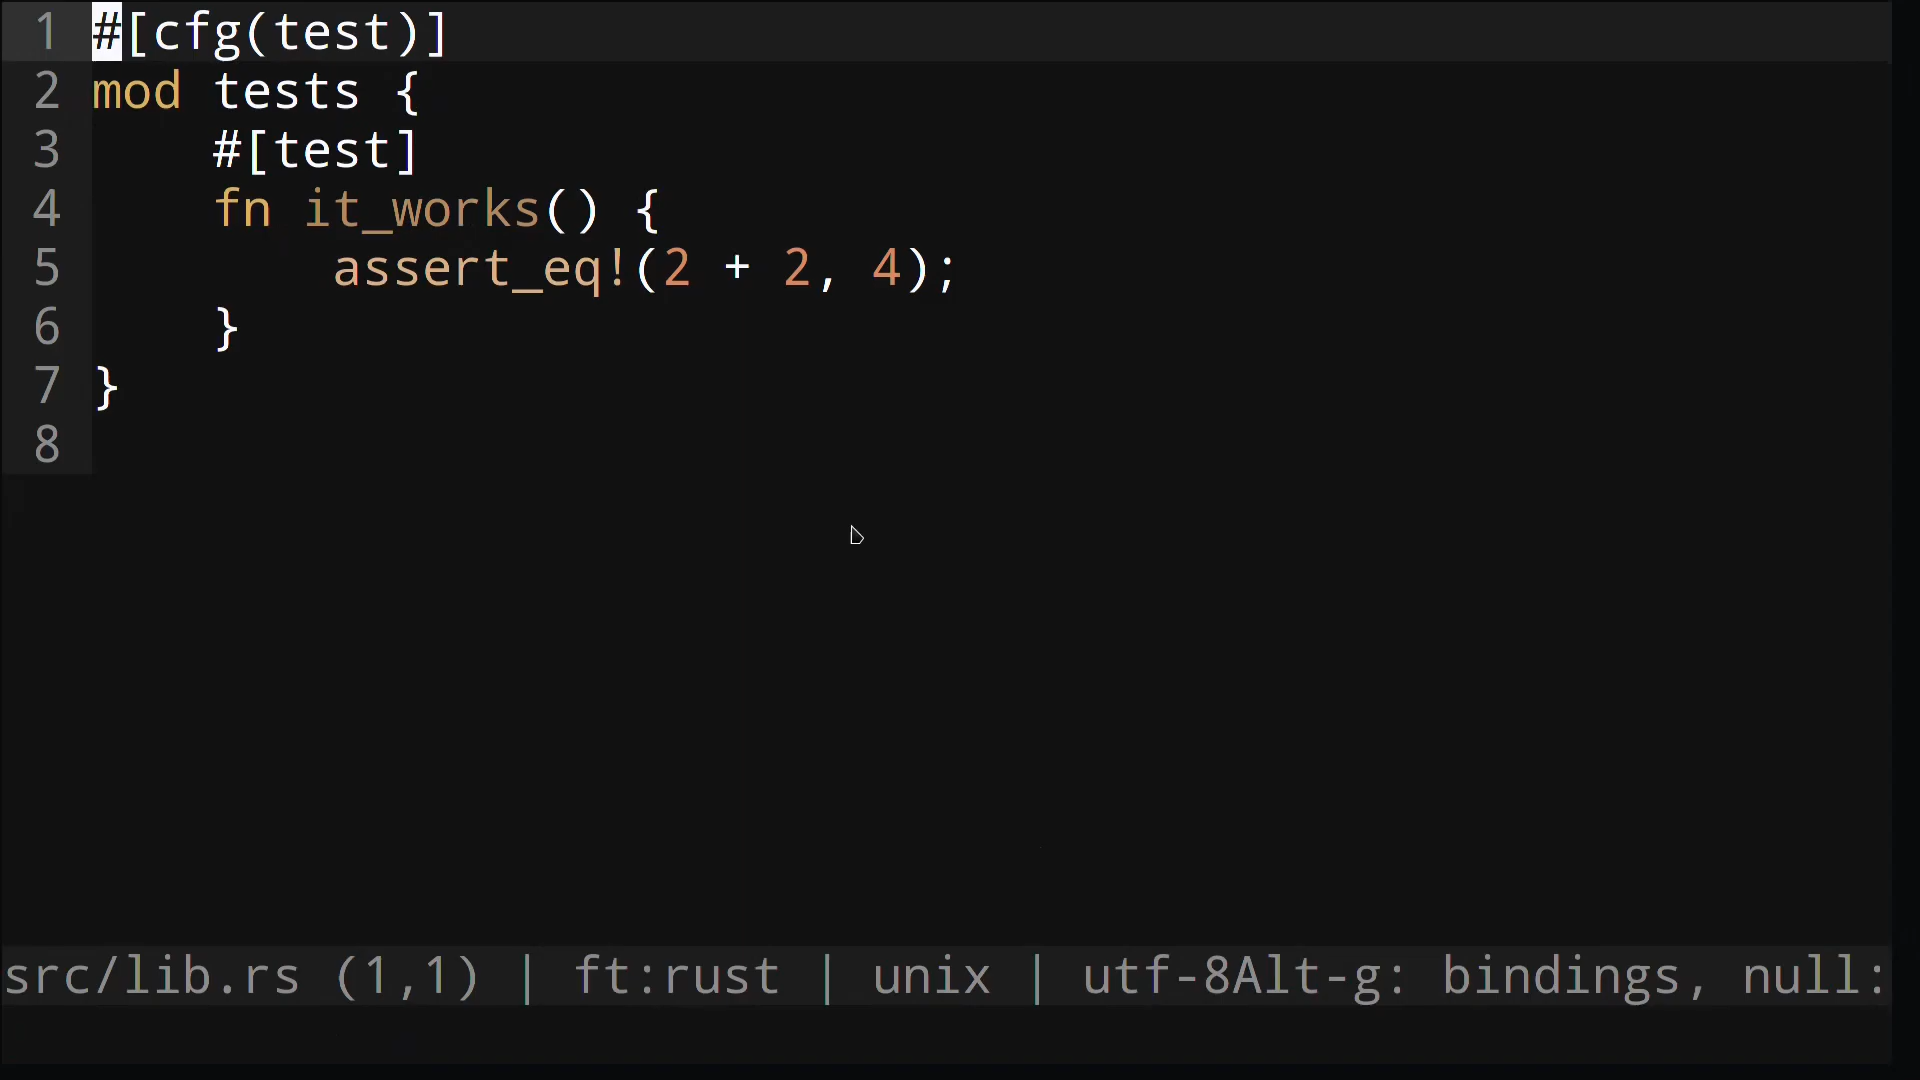 1 #[cfg(test)]
2 mod tests {
3     #[test]
4     fn it_works() {
5         assert_eq!(2 + 2, 4);
6     }
7 }
8
src/lib.rs (1,1) | ft:rust | unix | utf-8Alt-g: bindings, null: